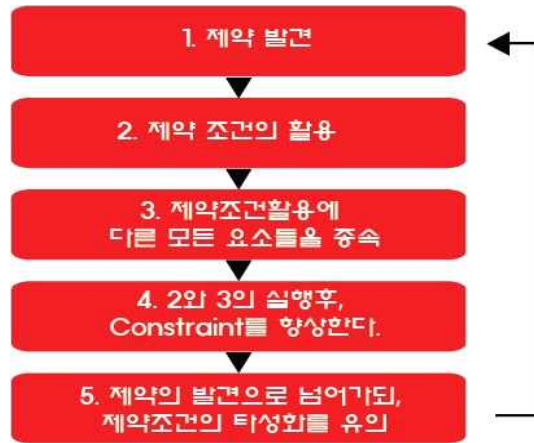 1. 제약 발견
2. 제약 조건의 활용
3. 제약조건활용에
다른 모든 요소들을 종속
4. 2와 3의 실행후,
Constraint를 향상한다.
5. 제약의 발견으로 넘어가되,
제약조건의 타성화를 유의